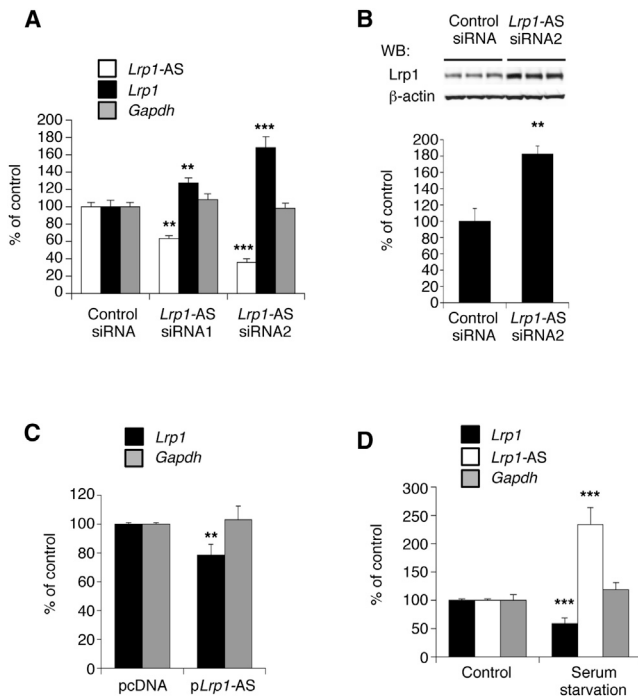 A
Lrp1-AS
Lrp1
Gapdh
% of control
200
180
160
140
120
100
80
60
40
20
0
**
**
***
***
Control
siRNA
Lrp1-AS
siRNA1
Lrp1-AS
siRNA2
B
Control
siRNA
Lrp1-AS
siRNA2
WB:
Lrp1
β-actin
% of control
200
180
160
140
120
100
80
60
40
20
0
**
Control
siRNA
Lrp1-AS
siRNA2
C
Lrp1
Gapdh
% of control
120
100
80
60
40
20
0
**
pcDNA
pLrp1-AS
D
Lrp1
Lrp1-AS
Gapdh
% of control
300
250
200
150
100
50
0
***
***
Control
Serum
starvation